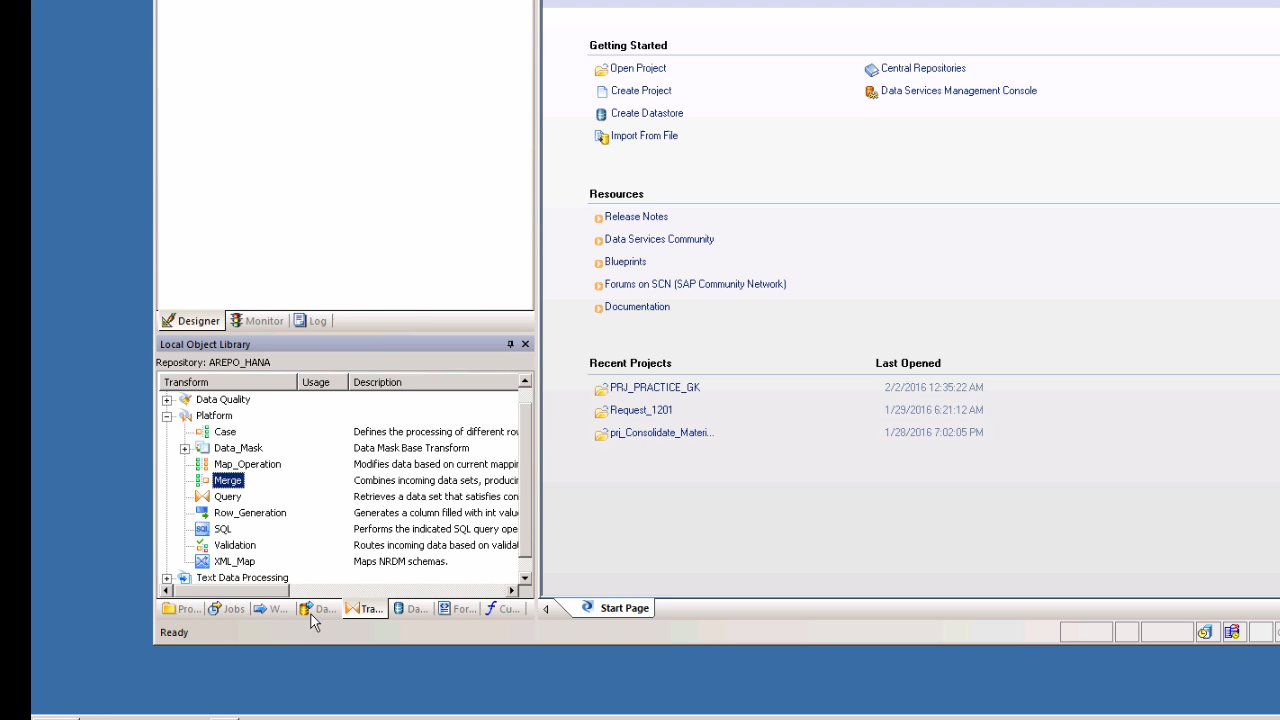 Getting Started
Open Project
Central Repositories
Create Project
Data Services Management Console
Create Datastore
Import From File
Resources
Release Notes
Data Services Community
Blueprints
Forums on SCN (SAP Community Network)
Documentation
Designer Monitor Log
Local Object Library
Repository: AREPO_HANA
Transform Usage Description
Data Quality
Platform
Case Defines the processing of different rou
Data_Mask Data Mask Base Transform
Map_Operation Modifies data based on current mappin
Merge Combines incoming data sets, producin
Query Retrieves a data set that satisfies con
Row_Generation Generates a column filled with int value
SQL Performs the indicated SQL query ope
Validation Routes incoming data based on validat
XML_Map Maps NRDM schemas.
Text Data Processing
Pro... Jobs W... Da... Tra... Da... For... Cu...
Ready
Recent Projects Last Opened
PRJ_PRACTICE_GK 2/2/2016 12:35:22 AM
Request_1201 1/29/2016 6:21:12 AM
prj_Consolidate_Materi... 1/28/2016 7:02:05 PM
Start Page